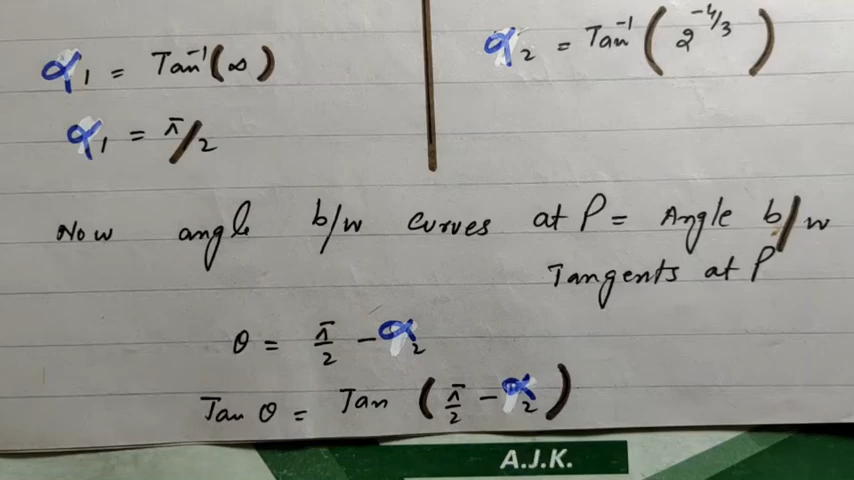 α₁ = Tan⁻¹(∞)
α₁ = π/2
α₂ = Tan⁻¹(2^(-4/3))
Now angle b/w curves at P = Angle b/w
Tangents at P
θ = π/2 - α₂
Tan θ = Tan (π/2 - α₂)
A.J.K.